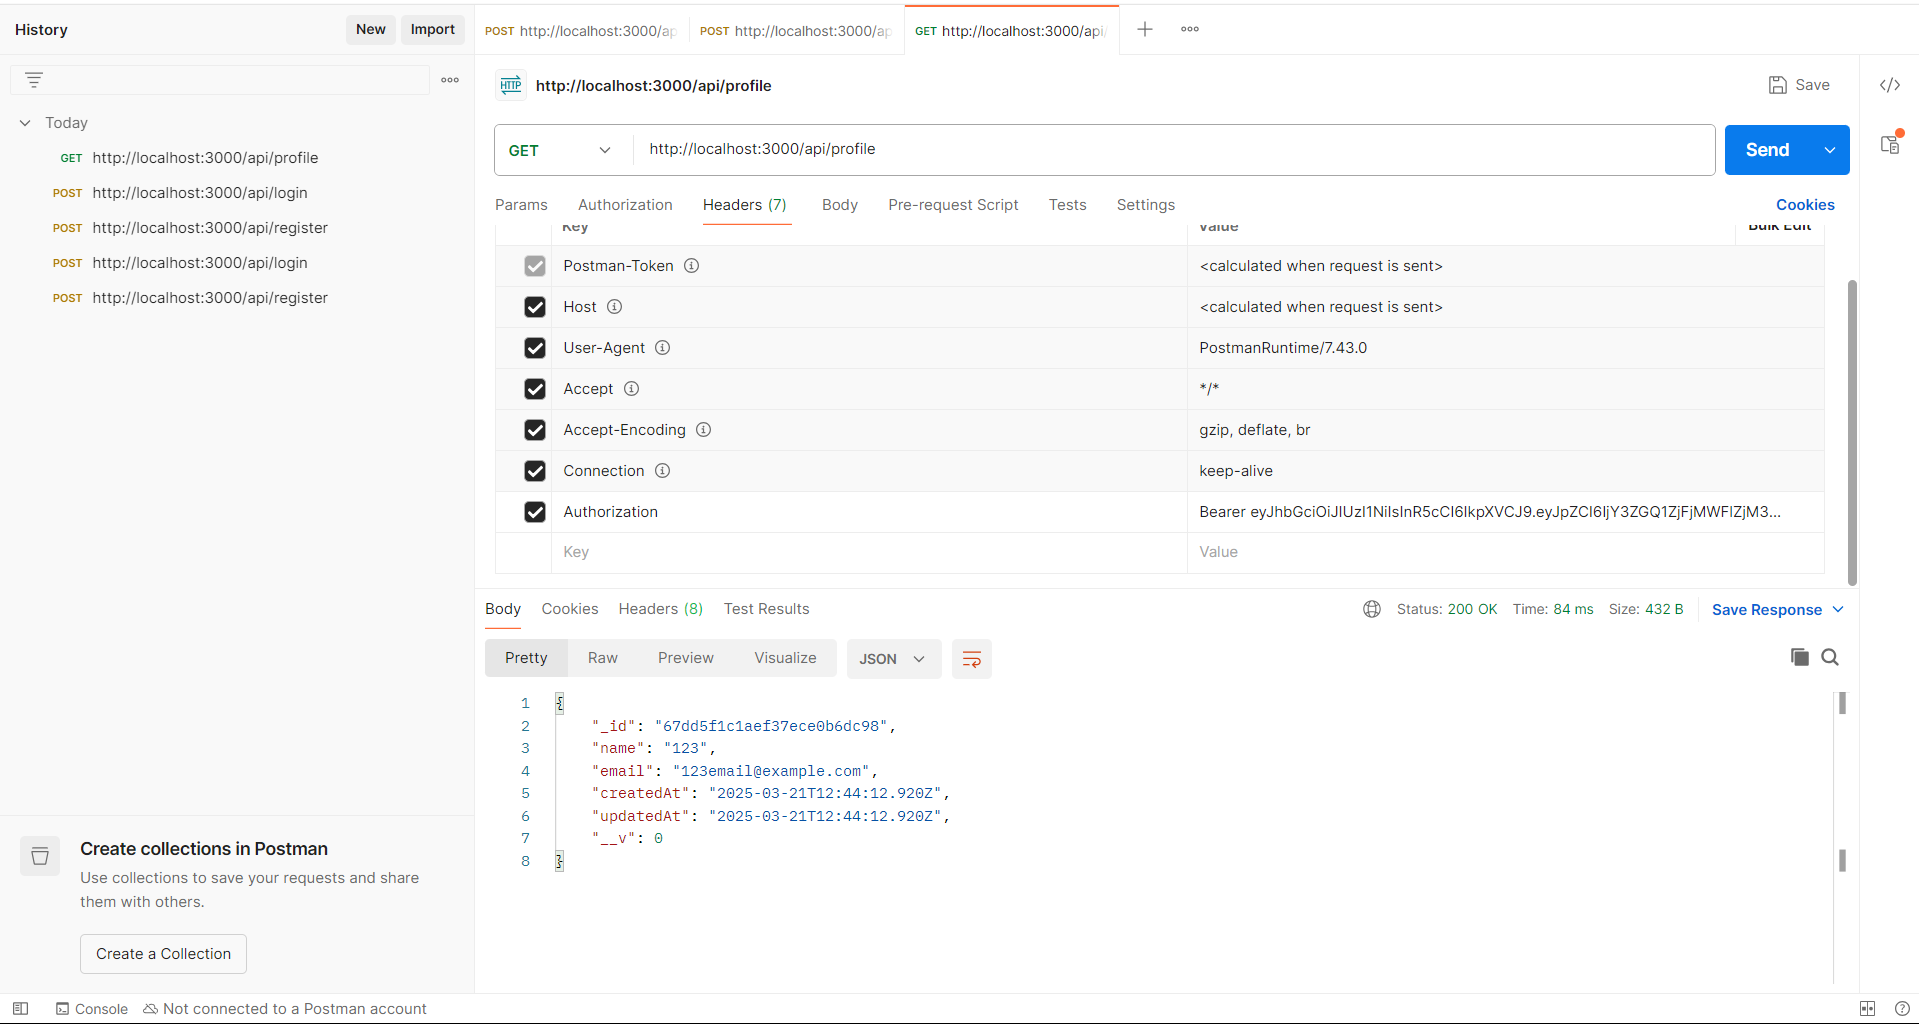 History
New
Import
Today
GET http://localhost:3000/api/profile
POST http://localhost:3000/api/login
POST http://localhost:3000/api/register
POST http://localhost:3000/api/login
POST http://localhost:3000/api/register
Create collections in Postman
Use collections to save your requests and share
them with others.
Create a Collection
POST http://localhost:3000/ap
POST http://localhost:3000/ap
GET http://localhost:3000/api/
HTTP http://localhost:3000/api/profile
Save
GET
http://localhost:3000/api/profile
Send
Params Authorization Headers (7) Body Pre-request Script Tests Settings Cookies
Key Value Bulk Edit
Postman-Token <calculated when request is sent>
Host <calculated when request is sent>
User-Agent PostmanRuntime/7.43.0
Accept */*
Accept-Encoding gzip, deflate, br
Connection keep-alive
Authorization Bearer eyJhbGciOiJIUzI1NiIsInR5cCI6IkpXVCJ9.eyJpZCI6IjY3ZGQ1ZjFjMWFlZjM3...
Key Value
Body Cookies Headers (8) Test Results Status: 200 OK Time: 84 ms Size: 432 B Save Response
Pretty Raw Preview Visualize JSON
1 {
2 "_id": "67dd5f1c1aef37ece0b6dc98",
3 "name": "123",
4 "email": "123email@example.com",
5 "createdAt": "2025-03-21T12:44:12.920Z",
6 "updatedAt": "2025-03-21T12:44:12.920Z",
7 "__v": 0
8 }
Console Not connected to a Postman account